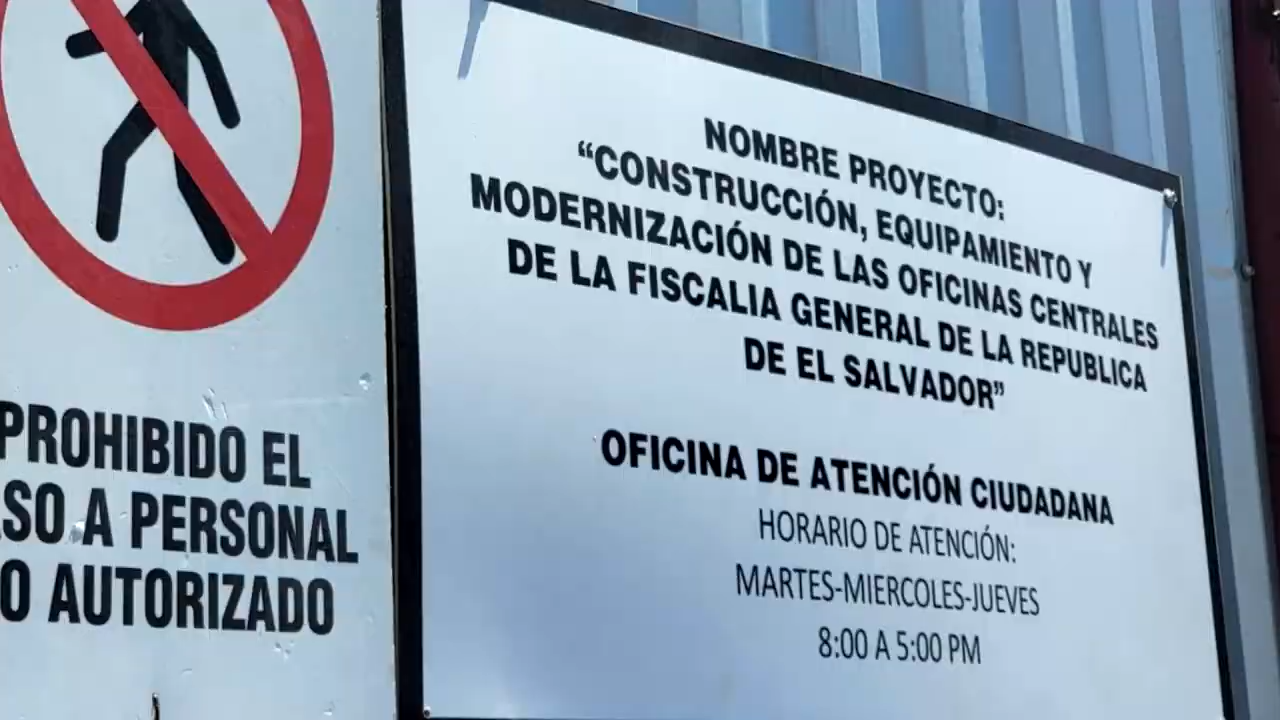 PROHIBIDO EL
A PERSONAL
AUTORIZADO
NOMBRE PROYECTO:
“CONSTRUCCIÓN, EQUIPAMIENTO Y
MODERNIZACIÓN DE LAS OFICINAS CENTRALES
DE LA FISCALIA GENERAL DE LA REPUBLICA
DE EL SALVADOR”
OFICINA DE ATENCIÓN CIUDADANA
HORARIO DE ATENCIÓN:
MARTES-MIERCOLES-JUEVES
8:00 A 5:00 PM